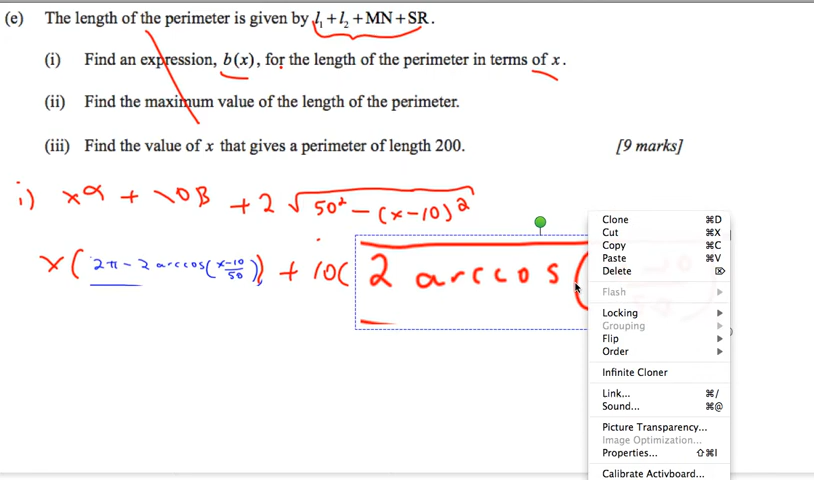 (e) The length of the perimeter is given by l₁ + l₂ + MN + SR.
(i) Find an expression, b(x), for the length of the perimeter in terms of x.
(ii) Find the maximum value of the length of the perimeter.
(iii) Find the value of x that gives a perimeter of length 200. [9 marks]
i) xα + 10β + 2 √50² − (x−10)²
x( 2π − 2 arccos(x−10/50)) + 10( 2 arccos (
Clone ⌘D
Cut ⌘X
Copy ⌘C
Paste ⌘V
Delete ⌦
Flash
Locking
Grouping
Flip
Order
Infinite Cloner
Link... ⌘/
Sound... ⌘@
Picture Transparency...
Image Optimization...
Properties... ⇧⌘I
Calibrate Activboard...